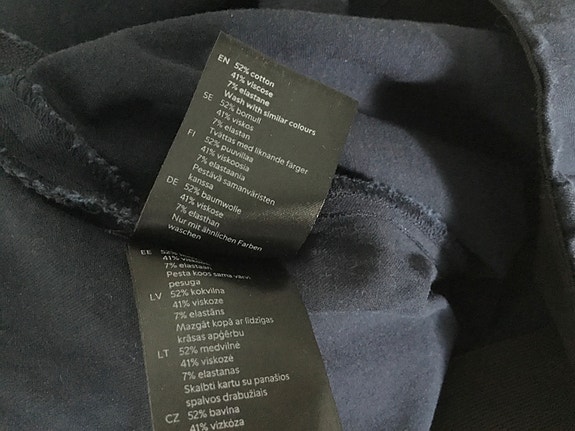 EN 52% cotton
41% viscose
7% elastane
Wash with similar colours
SE 52% bomull
41% viskos
7% elastan
Tvättas med liknande färger
FI 52% puuvillaa
41% viskoosia
7% elastaania
Pestävä samanväristen
kanssa
DE 52% baumwolle
41% viskose
7% elasthan
Nur mit ähnlichen Farben
waschen
EE
41%
7% elastaan
Pesta koos sama värvi
pesuga
LV 52% kokvilna
41% viskoze
7% elastāns
Mazgāt kopā ar līdzīgas
krāsas apģērbu
LT 52% medvilnė
41% viskozė
7% elastanas
Skalbti kartu su panašios
spalvos drabužiais
CZ 52% bavlna
41% vizkóza